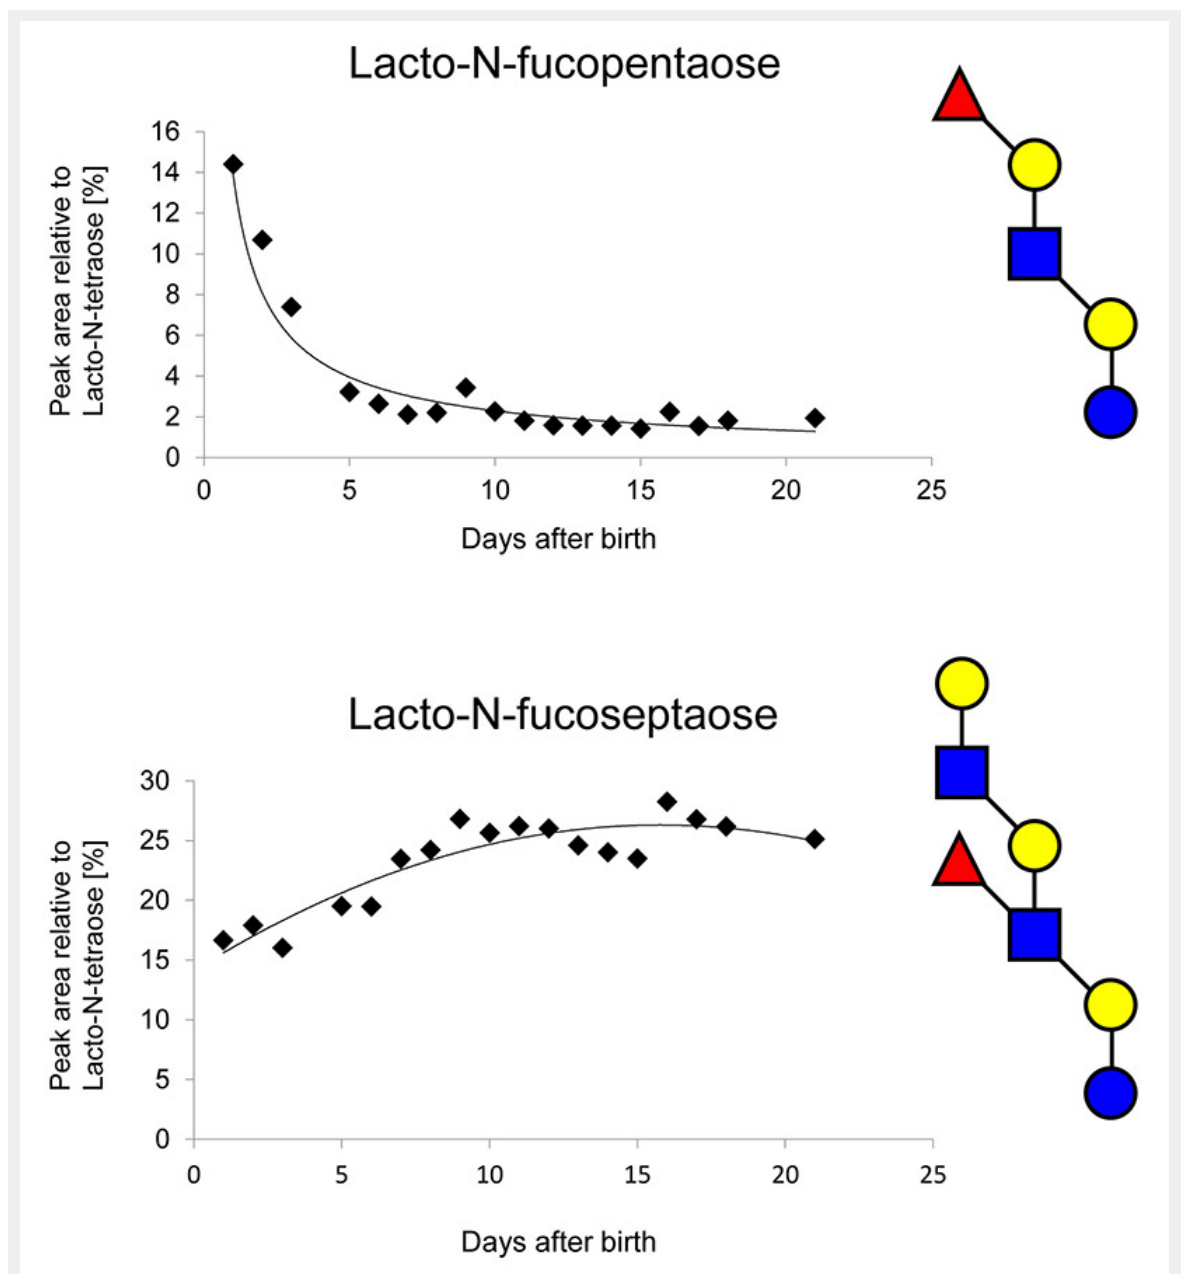 Lacto-N-fucopentaose
Peak area relative to
Lacto-N-tetraose [%]
16
14
12
10
8
6
4
2
0
0 5 10 15 20 25
Days after birth
Lacto-N-fucoseptaose
Peak area relative to
Lacto-N-tetraose [%]
30
25
20
15
10
5
0
0 5 10 15 20 25
Days after birth